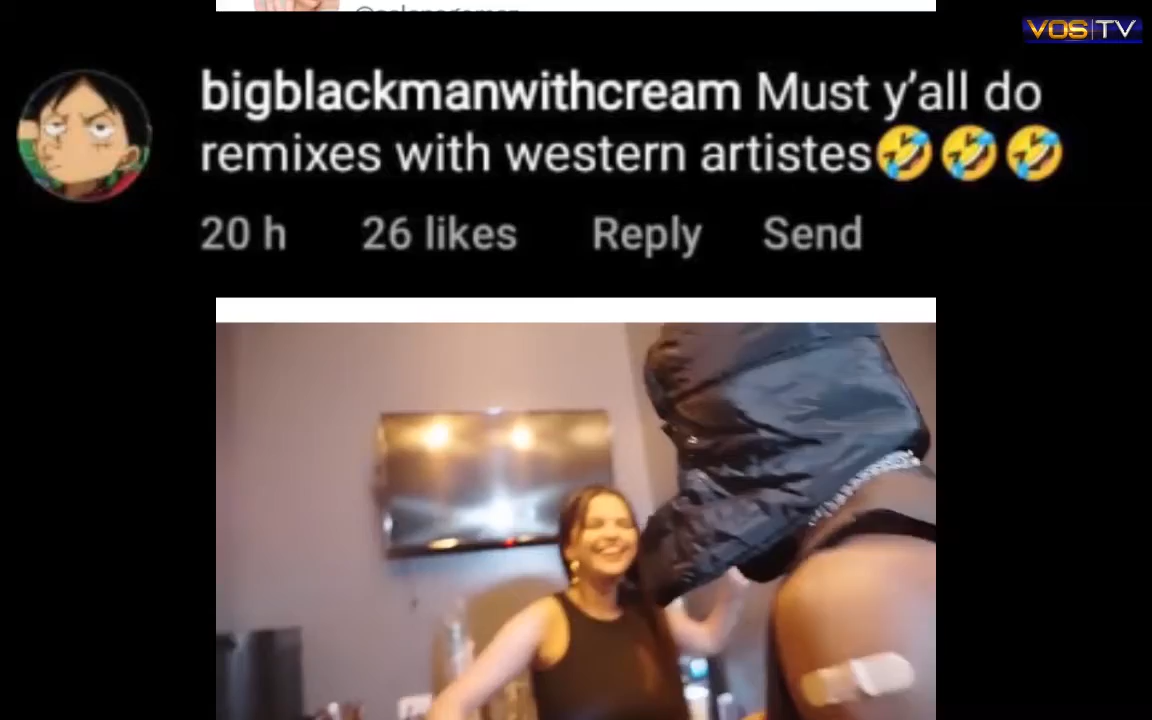 VOS TV
bigblackmanwithcream Must y'all do
remixes with western artistes🤣🤣🤣
20 h 26 likes Reply Send